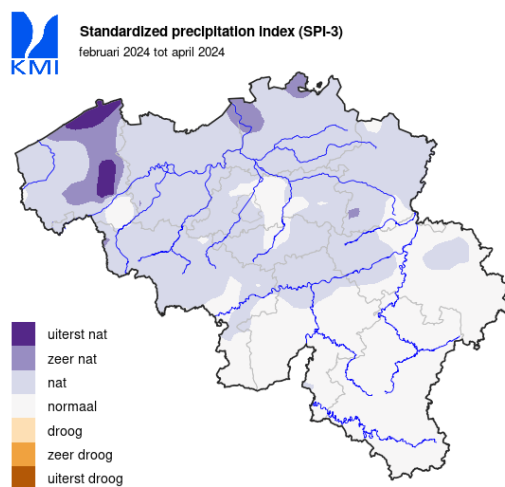 Standardized precipitation index (SPI-3)
februari 2024 tot april 2024
KMI
uiterst nat
zeer nat
nat
normaal
droog
zeer droog
uiterst droog